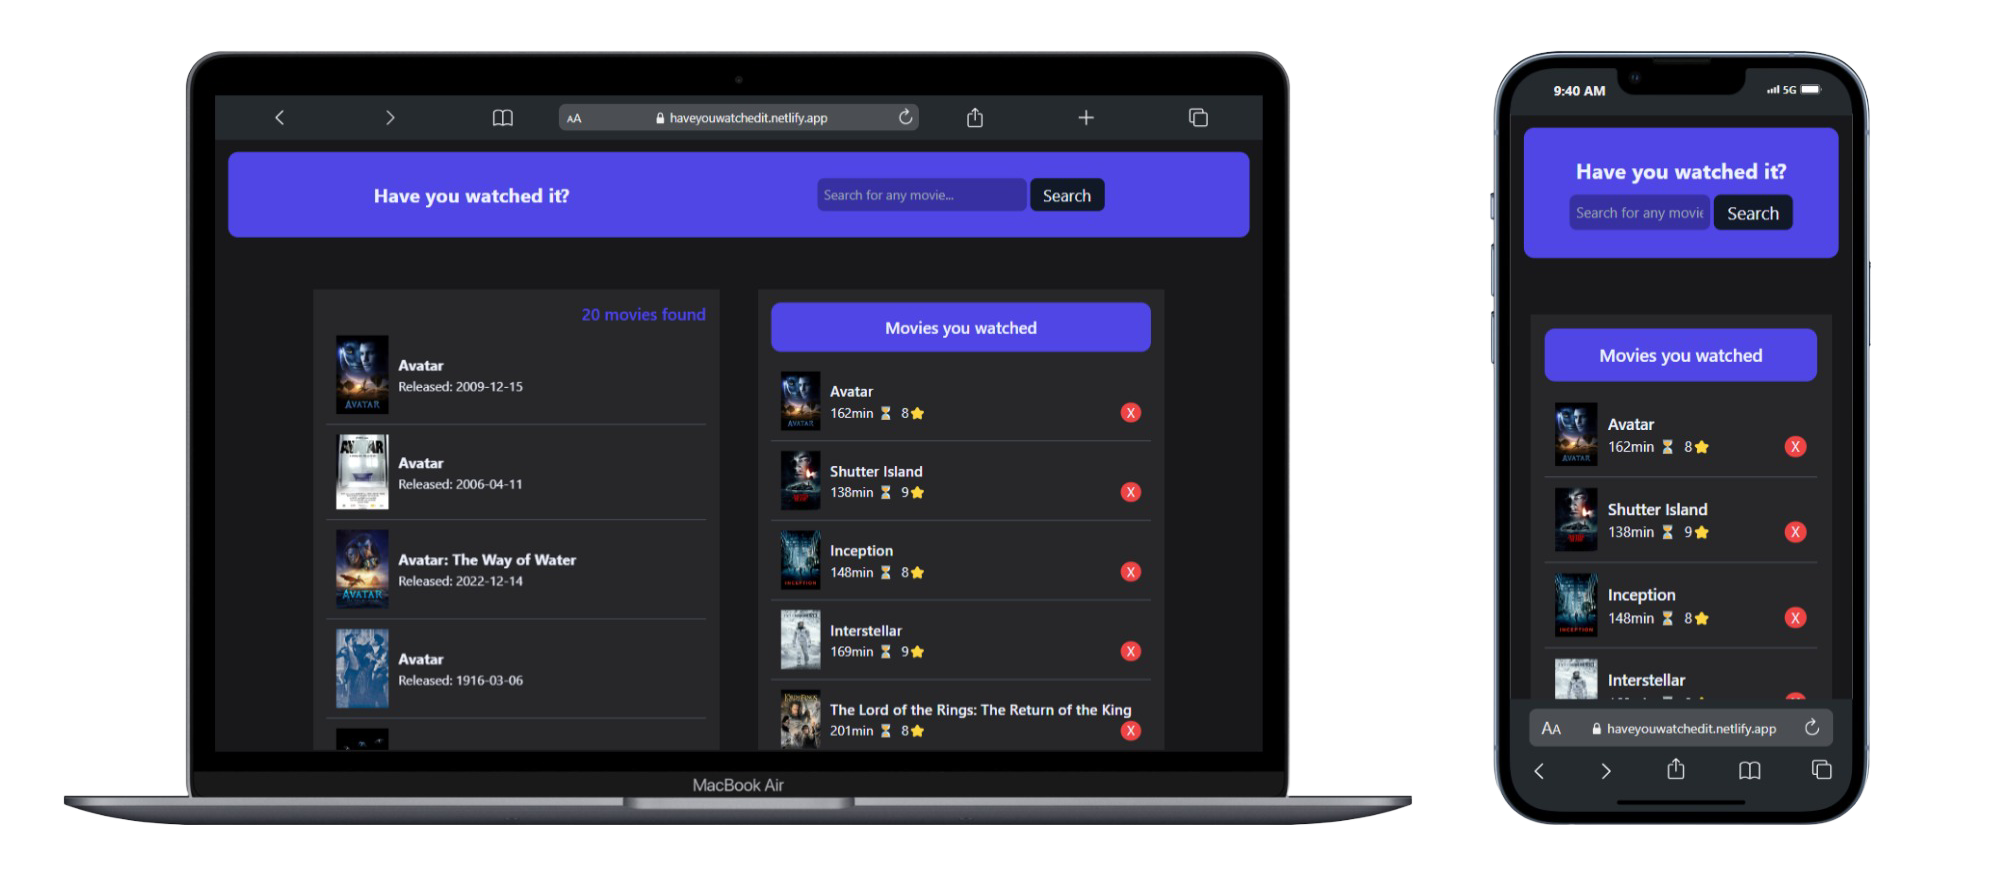 AA
haveyouwatchedit.netlify.app
Have you watched it?
Search for any movie...
Search
20 movies found
AVATAR
Avatar
Released: 2009-12-15
Avatar
Released: 2006-04-11
AVATAR
Avatar: The Way of Water
Released: 2022-12-14
Avatar
Released: 1916-03-06
Movies you watched
AVATAR
Avatar
162min ⏳ 8⭐
X
Shutter Island
138min ⏳ 9⭐
X
INCEPTION
Inception
148min ⏳ 8⭐
X
Interstellar
169min ⏳ 9⭐
X
The Lord of the Rings: The Return of the King
201min ⏳ 8⭐
X
MacBook Air
9:40 AM
5G
Have you watched it?
Search for any movie
Search
Movies you watched
AVATAR
Avatar
162min ⏳ 8⭐
X
Shutter Island
138min ⏳ 9⭐
X
INCEPTION
Inception
148min ⏳ 8⭐
X
Interstellar
AA
haveyouwatchedit.netlify.app